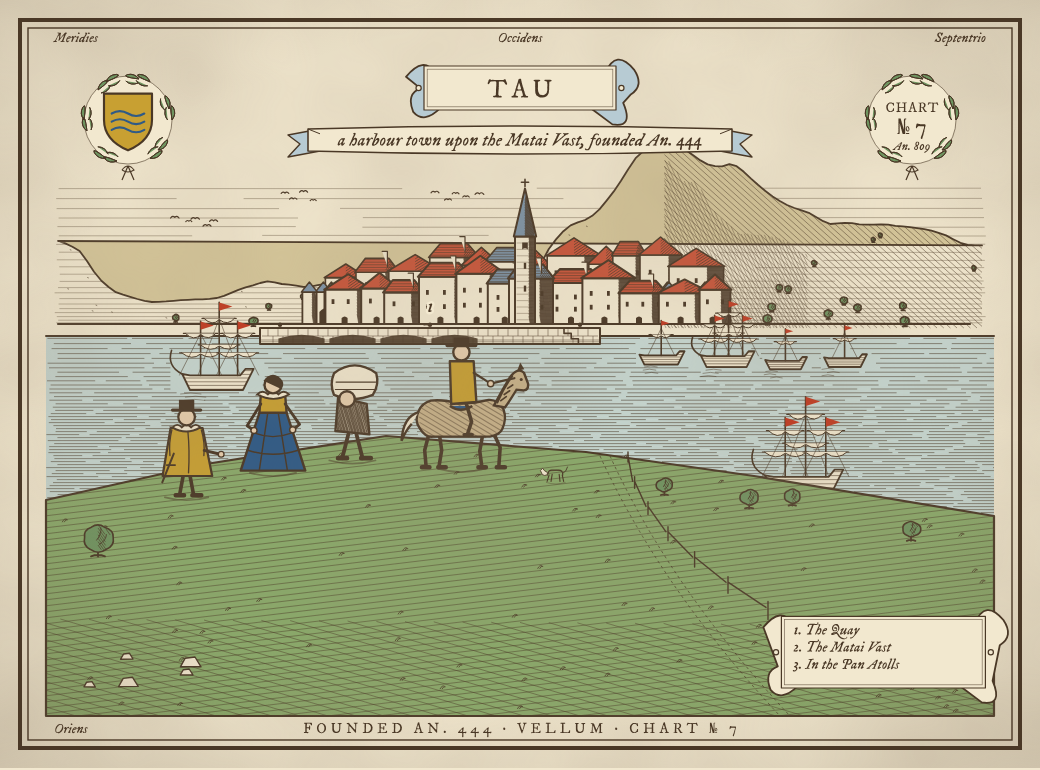 Meridies
Occidens
Septentrio
TAU
a harbour town upon the Matai Vast, founded An. 444
CHART
№ 7
An. 809
1
1. The Quay
2. The Matai Vast
3. In the Pan Atolls
Oriens
FOUNDED AN. 444 · VELLUM · CHART № 7